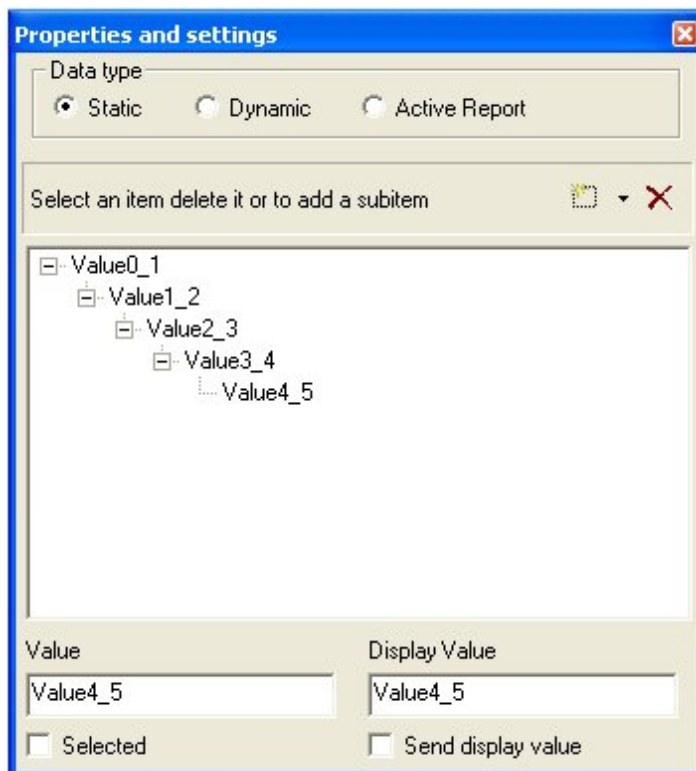 Properties and settings
Data type
Static Dynamic Active Report
Select an item delete it or to add a subitem
Value0_1
Value1_2
Value2_3
Value3_4
Value4_5
Value Display Value
Value4_5 Value4_5
Selected Send display value